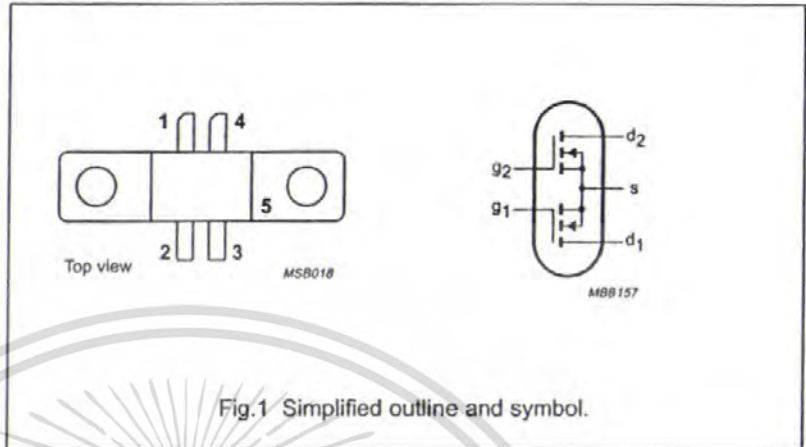 1 4
5
2 3
Top view
MSB018
d2
g2
s
g1
d1
MBB157
Fig.1 Simplified outline and symbol.